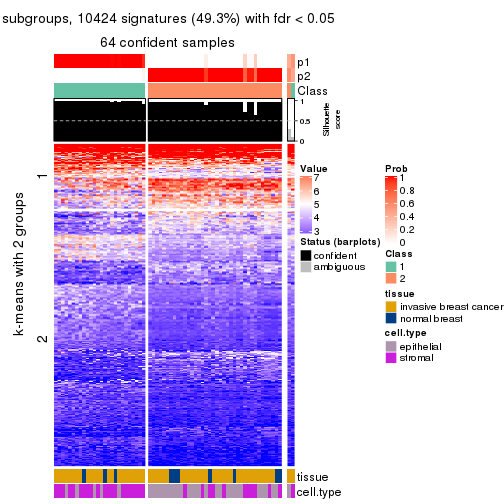 subgroups, 10424 signatures (49.3%) with fdr < 0.05
64 confident samples
p1
p2
Class
1
0.5
0
Silhouette
score
k-means with 2 groups
1
2
Value
7
6
5
4
3
Status (barplots)
confident
ambiguous
Prob
1
0.8
0.6
0.4
0.2
0
Class
1
2
tissue
invasive breast cancer
normal breast
cell.type
epithelial
stromal
tissue
cell.type